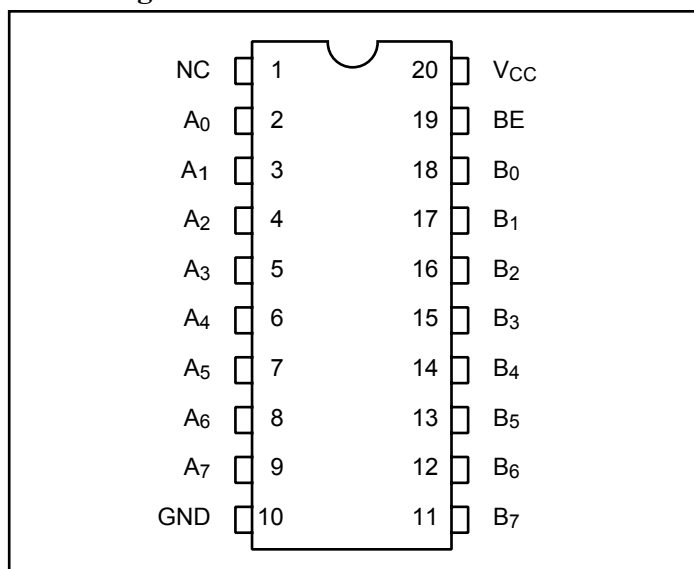 NC 1 20 VCC
A0 2 19 BE
A1 3 18 B0
A2 4 17 B1
A3 5 16 B2
A4 6 15 B3
A5 7 14 B4
A6 8 13 B5
A7 9 12 B6
GND 10 11 B7